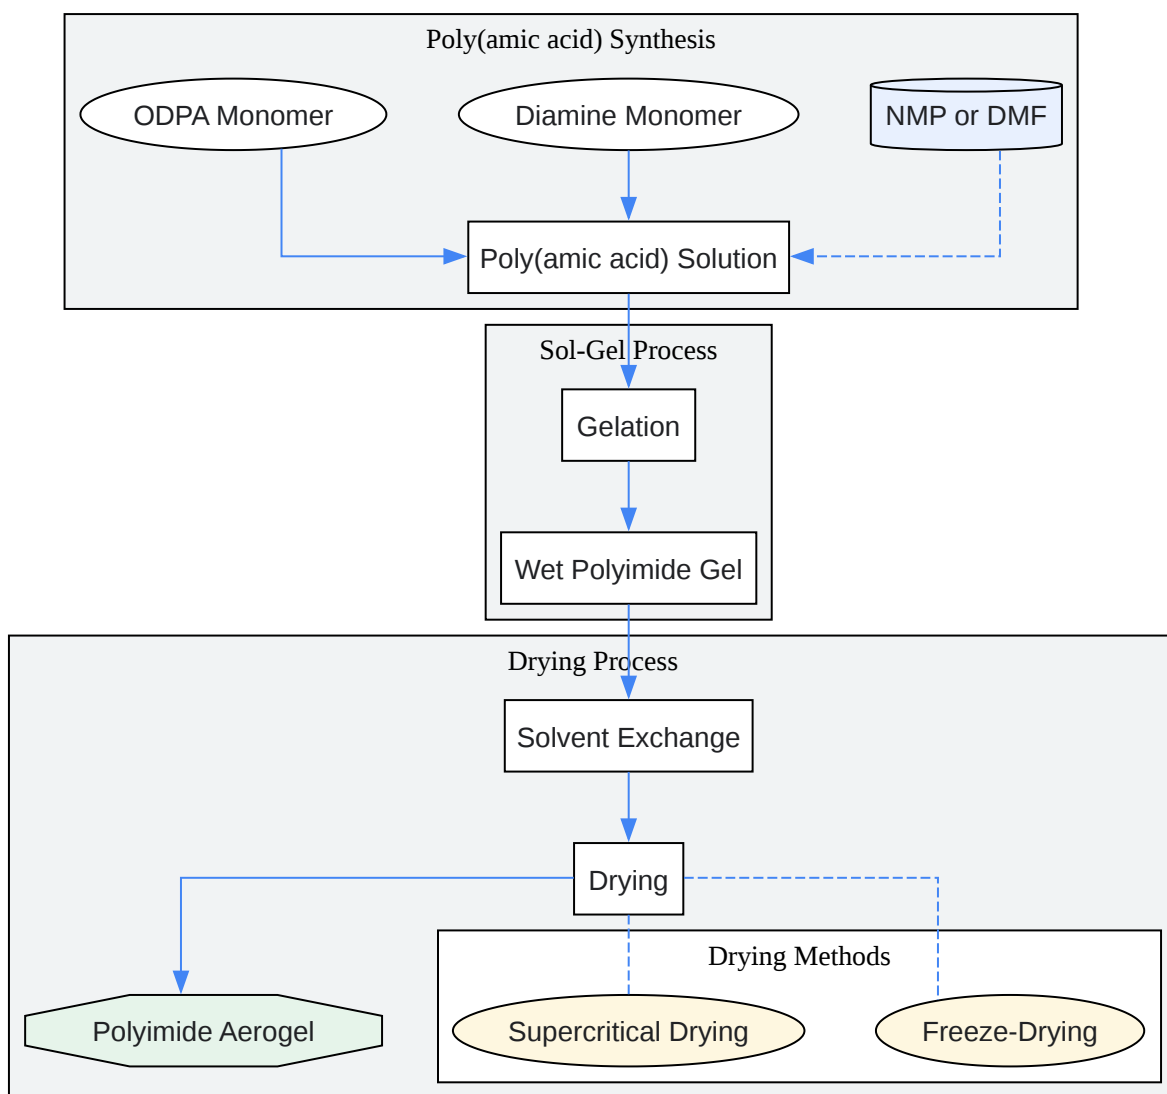 Poly(amic acid) Synthesis
ODPA Monomer
Diamine Monomer
NMP or DMF
Poly(amic acid) Solution
Sol-Gel Process
Gelation
Wet Polyimide Gel
Drying Process
Solvent Exchange
Drying
Drying Methods
Polyimide Aerogel
Supercritical Drying
Freeze-Drying